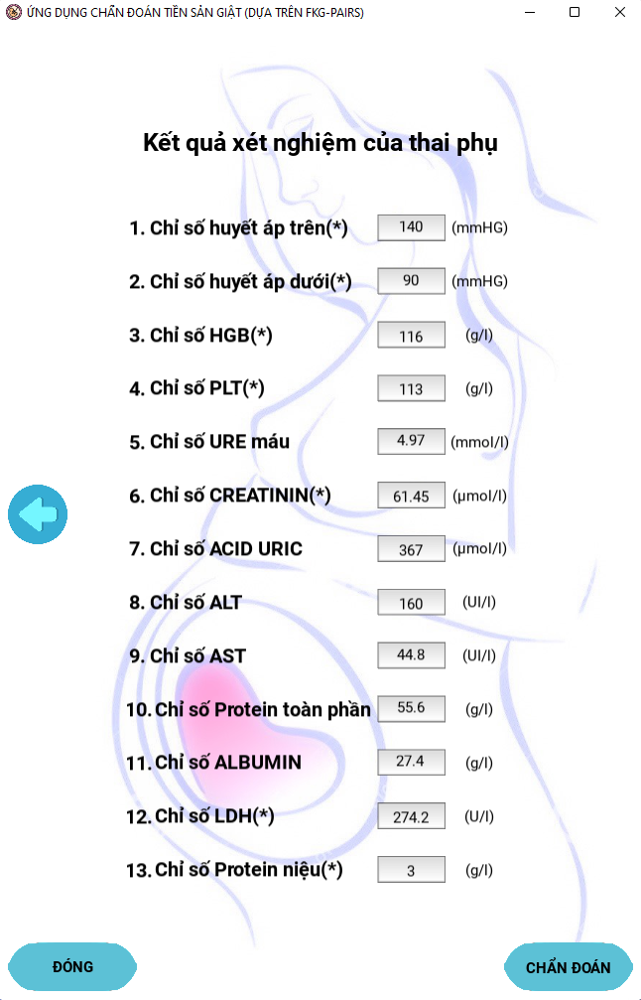 ỨNG DỤNG CHẨN ĐOÁN TIỀN SẢN GIẬT (DỰA TRÊN FKG-PAIRS)
Kết quả xét nghiệm của thai phụ
1. Chỉ số huyết áp trên(*) 140 (mmHG)
2. Chỉ số huyết áp dưới(*) 90 (mmHG)
3. Chỉ số HGB(*) 116 (g/l)
4. Chỉ số PLT(*) 113 (g/l)
5. Chỉ số URE máu 4.97 (mmol/l)
6. Chỉ số CREATININ(*) 61.45 (µmol/l)
7. Chỉ số ACID URIC 367 (µmol/l)
8. Chỉ số ALT 160 (UI/l)
9. Chỉ số AST 44.8 (UI/l)
10. Chỉ số Protein toàn phần 55.6 (g/l)
11. Chỉ số ALBUMIN 27.4 (g/l)
12. Chỉ số LDH(*) 274.2 (U/l)
13. Chỉ số Protein niệu(*) 3 (g/l)
ĐÓNG CHẨN ĐOÁN